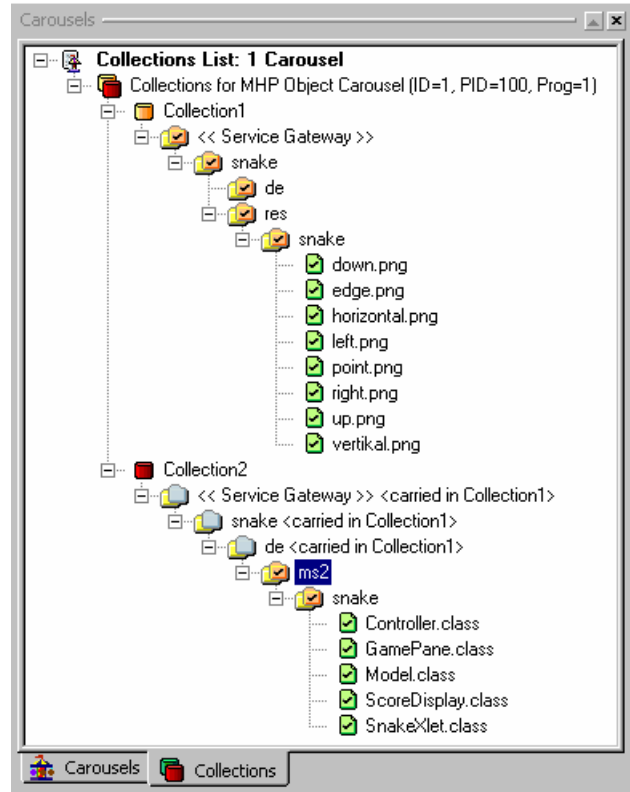 Carousels
Collections List: 1 Carousel
Collections for MHP Object Carousel (ID=1, PID=100, Prog=1)
Collection1
<< Service Gateway >>
snake
de
res
snake
down.png
edge.png
horizontal.png
left.png
point.png
right.png
up.png
vertikal.png
Collection2
<< Service Gateway >> <carried in Collection1>
snake <carried in Collection1>
de <carried in Collection1>
ms2
snake
Controller.class
GamePane.class
Model.class
ScoreDisplay.class
SnakeXlet.class
Carousels Collections